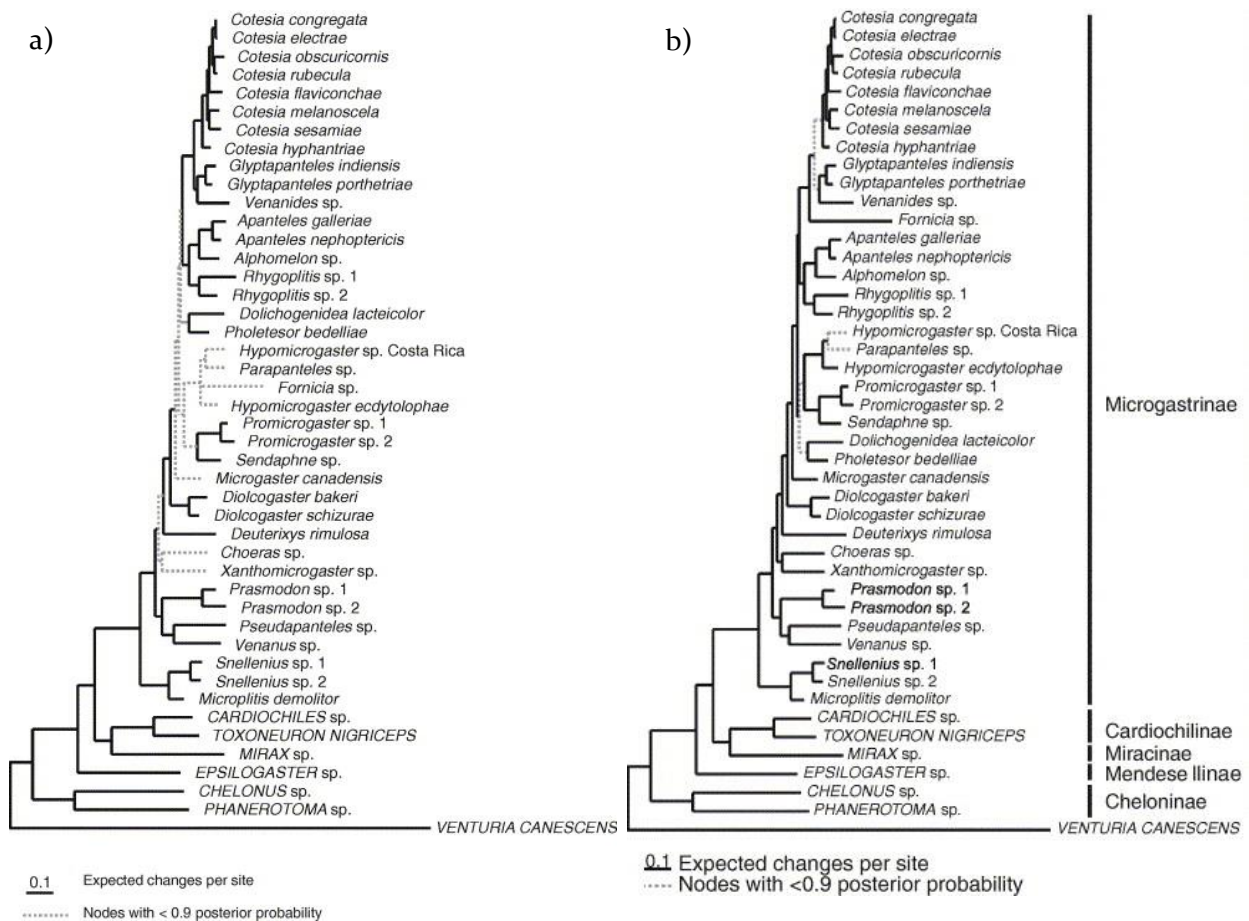 a)
Cotesia congregata
Cotesia electrae
Cotesia obscuricornis
Cotesia rubecula
Cotesia flaviconchae
Cotesia melanoscela
Cotesia sesamiae
Cotesia hyphantriae
Glyptapanteles indiensis
Glyptapanteles porthetriae
Venanides sp.
Apanteles galleriae
Apanteles nephoptericis
Alphomelon sp.
Rhygoplitis sp. 1
Rhygoplitis sp. 2
Dolichogenidea lacteicolor
Pholetesor bedelliae
Hypomicrogaster sp. Costa Rica
Parapanteles sp.
Fornicia sp.
Hypomicrogaster ecdytolophae
Promicrogaster sp. 1
Promicrogaster sp. 2
Sendaphne sp.
Microgaster canadensis
Diolcogaster bakeri
Diolcogaster schizurae
Deuterixys rimulosa
Choeras sp.
Xanthomicrogaster sp.
Prasmodon sp. 1
Prasmodon sp. 2
Pseudapanteles sp.
Venanus sp.
Snellenius sp. 1
Snellenius sp. 2
Microplitis demolitor
CARDIOCHILES sp.
TOXONEURON NIGRICEPS
MIRAX sp.
EPSILOGASTER sp.
CHELONUS sp.
PHANEROTOMA sp.
VENTURIA CANESCENS
0.1 Expected changes per site
Nodes with < 0.9 posterior probability
b)
Cotesia congregata
Cotesia electrae
Cotesia obscuricornis
Cotesia rubecula
Cotesia flaviconchae
Cotesia melanoscela
Cotesia sesamiae
Cotesia hyphantriae
Glyptapanteles indiensis
Glyptapanteles porthetriae
Venanides sp.
Fornicia sp.
Apanteles galleriae
Apanteles nephoptericis
Alphomelon sp.
Rhygoplitis sp. 1
Rhygoplitis sp. 2
Hypomicrogaster sp. Costa Rica
Parapanteles sp.
Hypomicrogaster ecdytolophae
Promicrogaster sp. 1
Promicrogaster sp. 2
Sendaphne sp.
Dolichogenidea lacteicolor
Pholetesor bedelliae
Microgaster canadensis
Diolcogaster bakeri
Diolcogaster schizurae
Deuterixys rimulosa
Choeras sp.
Xanthomicrogaster sp.
Prasmodon sp. 1
Prasmodon sp. 2
Pseudapanteles sp.
Venanus sp.
Snellenius sp. 1
Snellenius sp. 2
Microplitis demolitor
CARDIOCHILES sp.
TOXONEURON NIGRICEPS
MIRAX sp.
EPSILOGASTER sp.
CHELONUS sp.
PHANEROTOMA sp.
VENTURIA CANESCENS
Microgastrinae
Cardiochilinae
Miracinae
Mendese llinae
Cheloninae
0.1 Expected changes per site
Nodes with <0.9 posterior probability